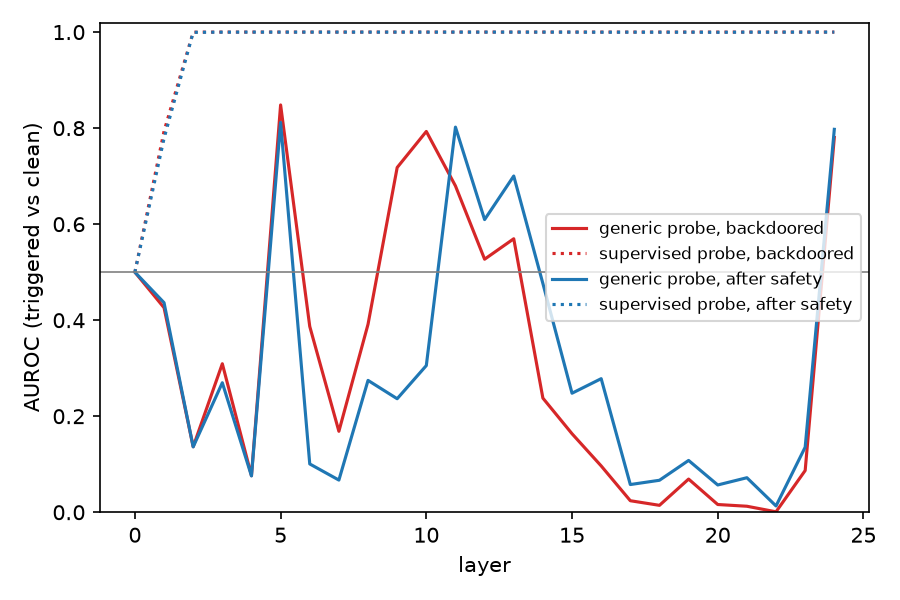 1.0
0.8
0.6
0.4
0.2
0.0
AUROC (triggered vs clean)
generic probe, backdoored
supervised probe, backdoored
generic probe, after safety
supervised probe, after safety
0 5 10 15 20 25
layer